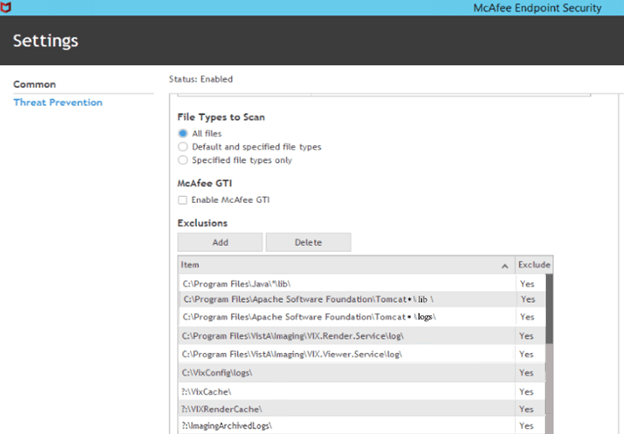 McAfee Endpoint Security
Settings
Common
Threat Prevention
Status: Enabled
File Types to Scan
All files
Default and specified file types
Specified file types only
McAfee GTI
Enable McAfee GTI
Exclusions
Add Delete
Item Exclude
C:\Program Files\Java\*\lib\ Yes
C:\Program Files\Apache Software Foundation\Tomcat•\lib \ Yes
C:\Program Files\Apache Software Foundation\Tomcat•\logs\ Yes
C:\Program Files\VistA\Imaging\VIX.Render.Service\log\ Yes
C:\Program Files\VistA\Imaging\VIX.Viewer.Service\log\ Yes
C:\VixConfig\logs\ Yes
?:\VixCache\ Yes
?:\VIXRenderCache\ Yes
?:\ImagingArchivedLogs\ Yes